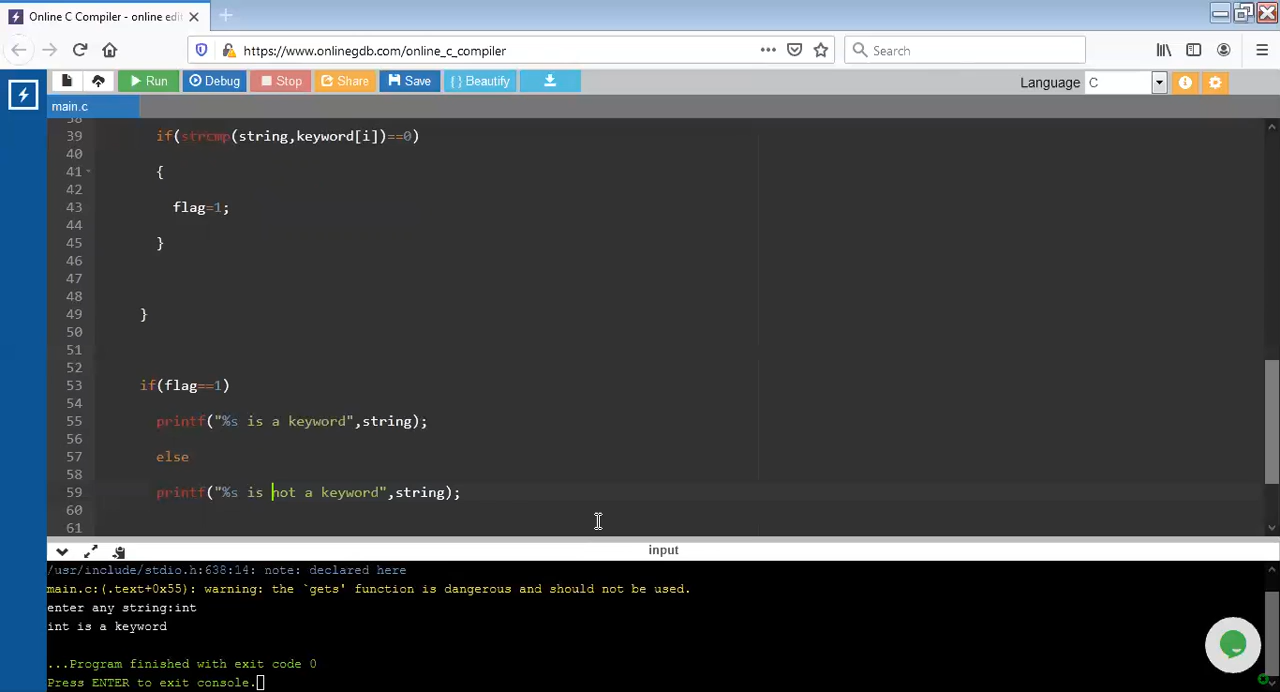 Online C Compiler - online edi
https://www.onlinegdb.com/online_c_compiler
Search
Run
Debug
Stop
Share
Save
{ } Beautify
Language
C
main.c
38
39 if(strcmp(string,keyword[i])==0)
40
41 {
42
43 flag=1;
44
45 }
46
47
48
49 }
50
51
52
53 if(flag==1)
54
55 printf("%s is a keyword",string);
56
57 else
58
59 printf("%s is not a keyword",string);
60
61
input
/usr/include/stdio.h:638:14: note: declared here
main.c:(.text+0x55): warning: the `gets' function is dangerous and should not be used.
enter any string:int
int is a keyword
...Program finished with exit code 0
Press ENTER to exit console.